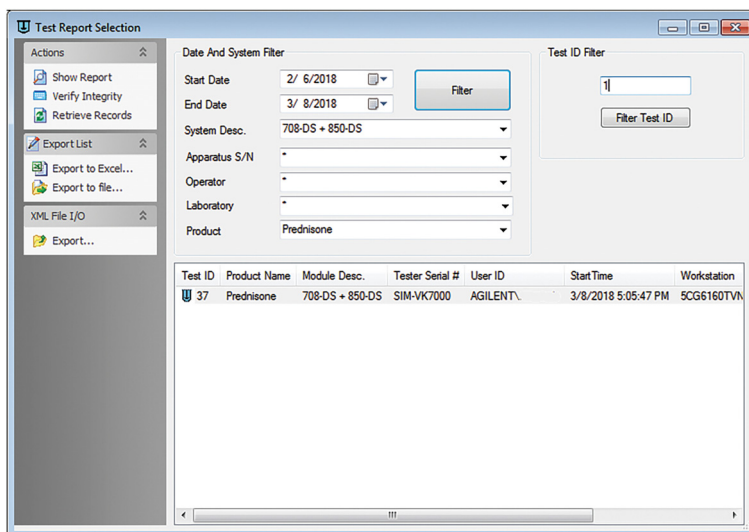 Test Report Selection
Actions
Show Report
Verify Integrity
Retrieve Records
Export List
Export to Excel...
Export to file...
XML File I/O
Export...
Date And System Filter
Start Date 2/ 6/2018
End Date 3/ 8/2018
Filter
System Desc. 708-DS + 850-DS
Apparatus S/N *
Operator *
Laboratory *
Product Prednisone
Test ID Filter
1
Filter Test ID
Test ID Product Name Module Desc. Tester Serial # User ID StartTime Workstation
37 Prednisone 708-DS + 850-DS SIM-VK7000 AGILENT\ 3/8/2018 5:05:47 PM 5CG6160TVN